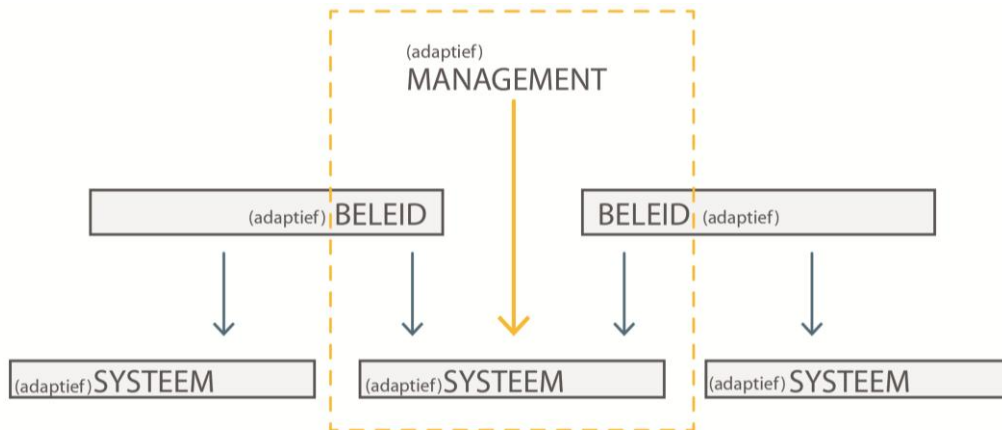 (adaptief)
MANAGEMENT
(adaptief) BELEID
BELEID (adaptief)
(adaptief)SYSTEEM
(adaptief)SYSTEEM
(adaptief)SYSTEEM